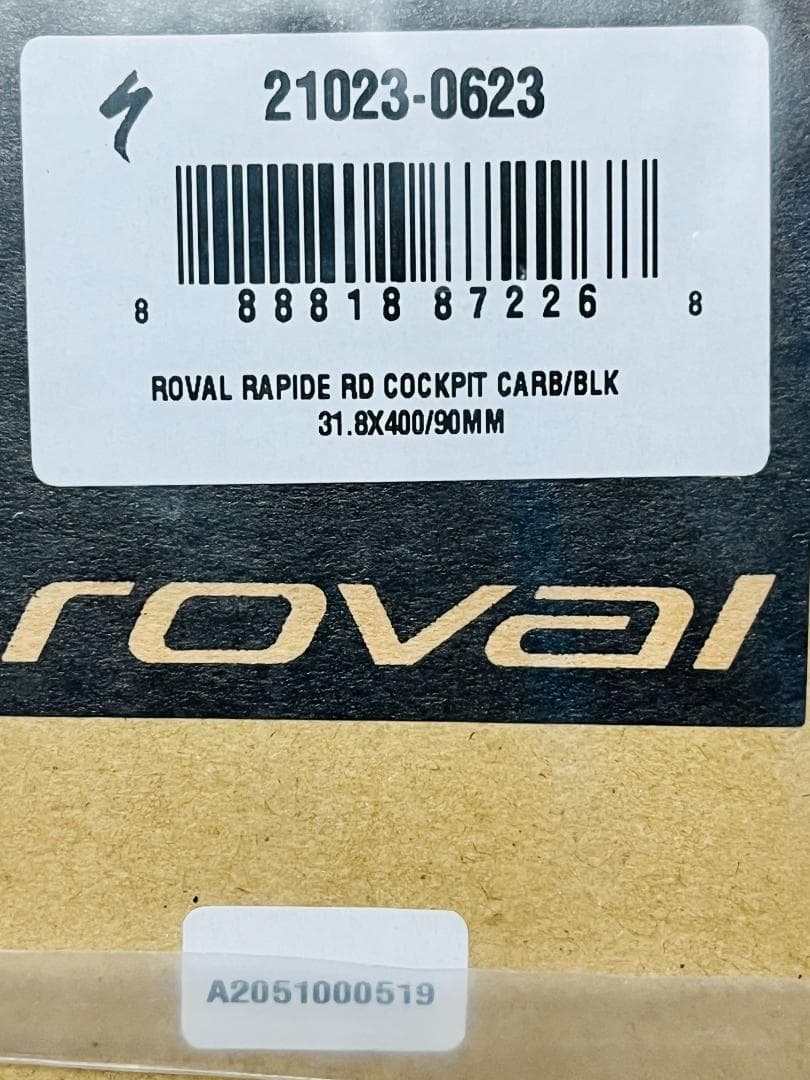 21023-0623
8 88818 87226 8
ROVAL RAPIDE RD COCKPIT CARB/BLK
31.8X400/90MM
roval
A2051000519